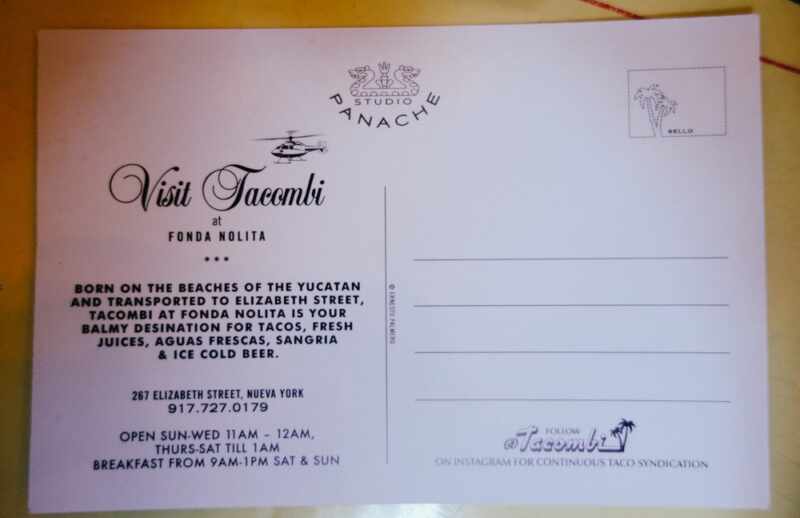 STUDIO
PANACHE
SELLO
Visit Tacombi
at
FONDA NOLITA
BORN ON THE BEACHES OF THE YUCATAN
AND TRANSPORTED TO ELIZABETH STREET,
TACOMBI AT FONDA NOLITA IS YOUR
BALMY DESINATION FOR TACOS, FRESH
JUICES, AGUAS FRESCAS, SANGRIA
& ICE COLD BEER.
267 ELIZABETH STREET, NUEVA YORK
917.727.0179
OPEN SUN-WED 11AM – 12AM,
THURS-SAT TILL 1AM
BREAKFAST FROM 9AM-1PM SAT & SUN
FOLLOW
@Tacombi
ON INSTAGRAM FOR CONTINUOUS TACO SYNDICATION